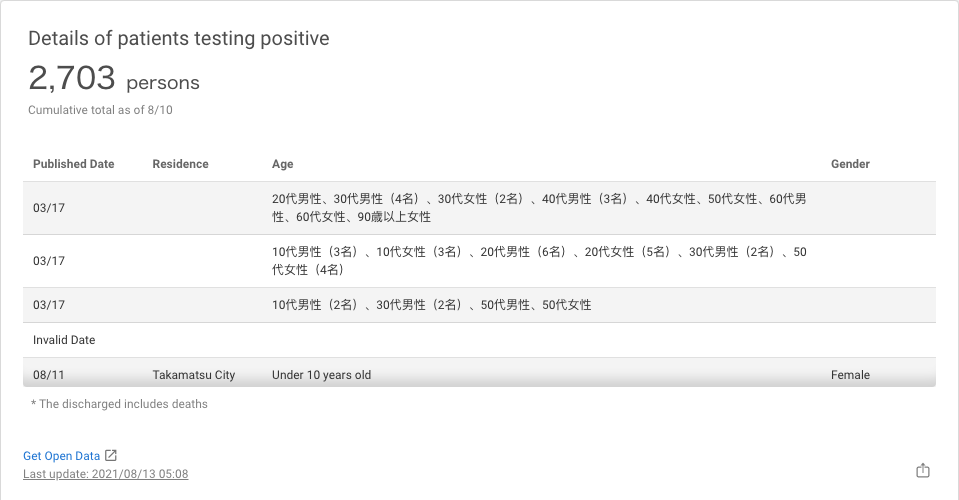 Details of patients testing positive
2,703 persons
Cumulative total as of 8/10
Published Date Residence Age Gender
03/17 20代男性、30代男性（4名）、30代女性（2名）、40代男性（3名）、40代女性、50代女性、60代男
性、60代女性、90歳以上女性
03/17 10代男性（3名）、10代女性（3名）、20代男性（6名）、20代女性（5名）、30代男性（2名）、50
代女性（4名）
03/17 10代男性（2名）、30代男性（2名）、50代男性、50代女性
Invalid Date
08/11 Takamatsu City Under 10 years old Female
* The discharged includes deaths
Get Open Data
Last update: 2021/08/13 05:08